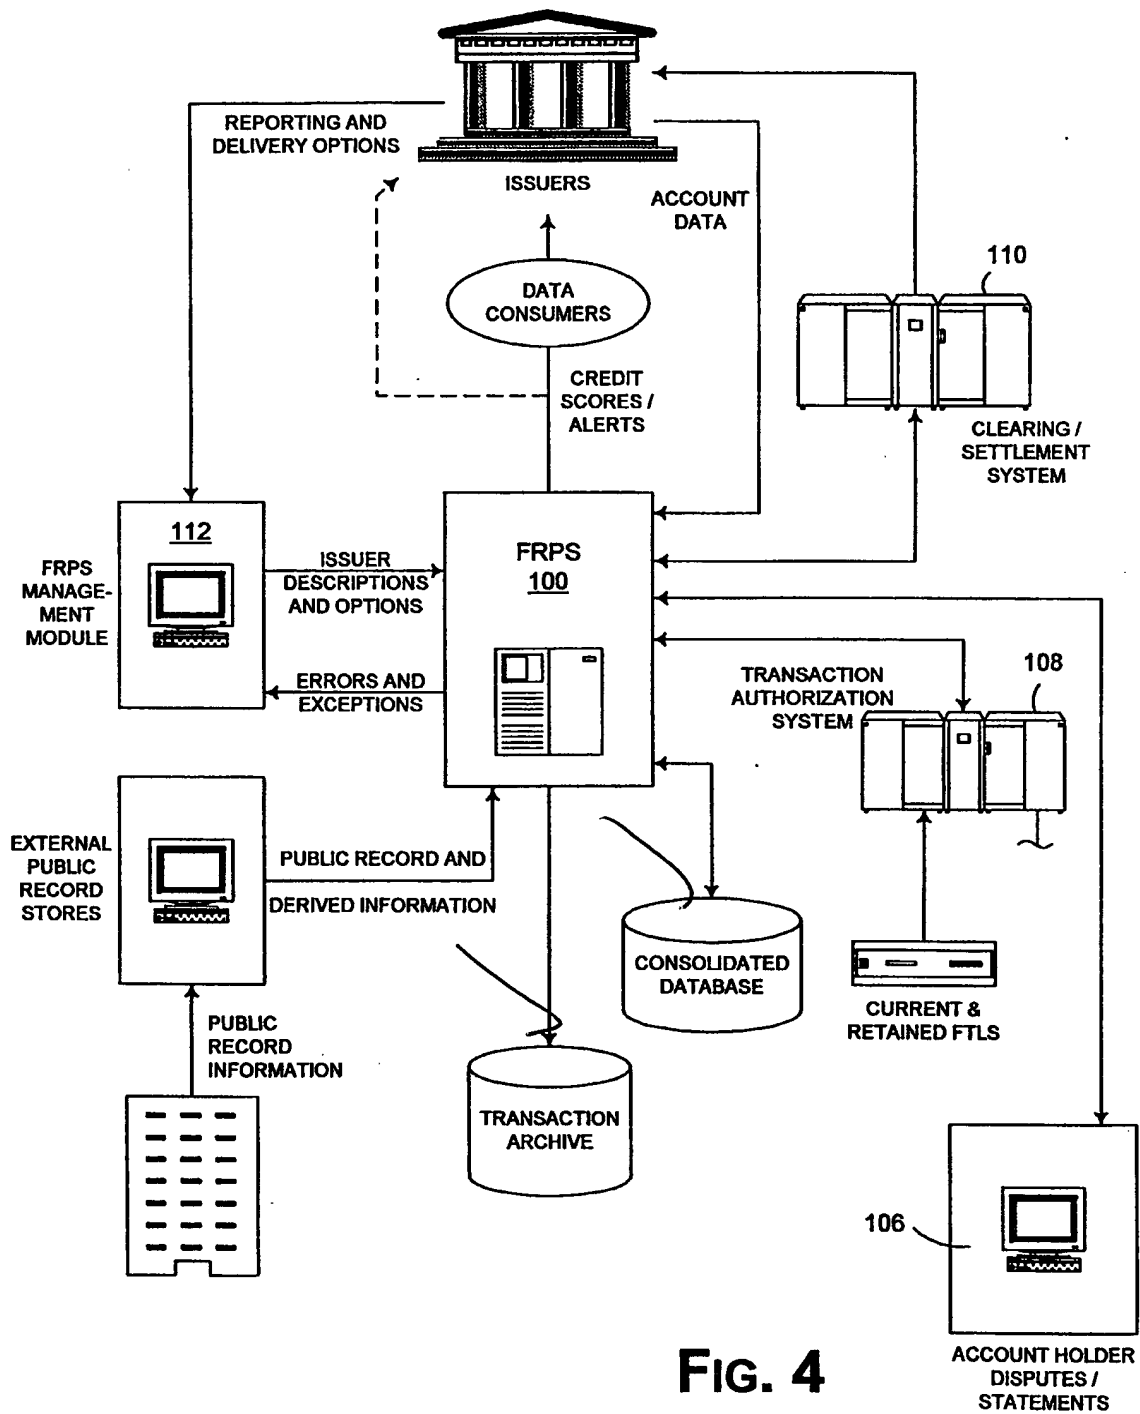 REPORTING AND
DELIVERY OPTIONS
ISSUERS
ACCOUNT
DATA
110
DATA
CONSUMERS
CREDIT
SCORES /
ALERTS
CLEARING /
SETTLEMENT
SYSTEM
112
FRPS
MANAGE-
MENT
MODULE
ISSUER
DESCRIPTIONS
AND OPTIONS
FRPS
100
ERRORS AND
EXCEPTIONS
TRANSACTION
AUTHORIZATION
SYSTEM
108
EXTERNAL
PUBLIC
RECORD
STORES
PUBLIC RECORD AND
DERIVED INFORMATION
CONSOLIDATED
DATABASE
CURRENT &
RETAINED FTLS
PUBLIC
RECORD
INFORMATION
TRANSACTION
ARCHIVE
106
ACCOUNT HOLDER
DISPUTES /
STATEMENTS
FIG. 4